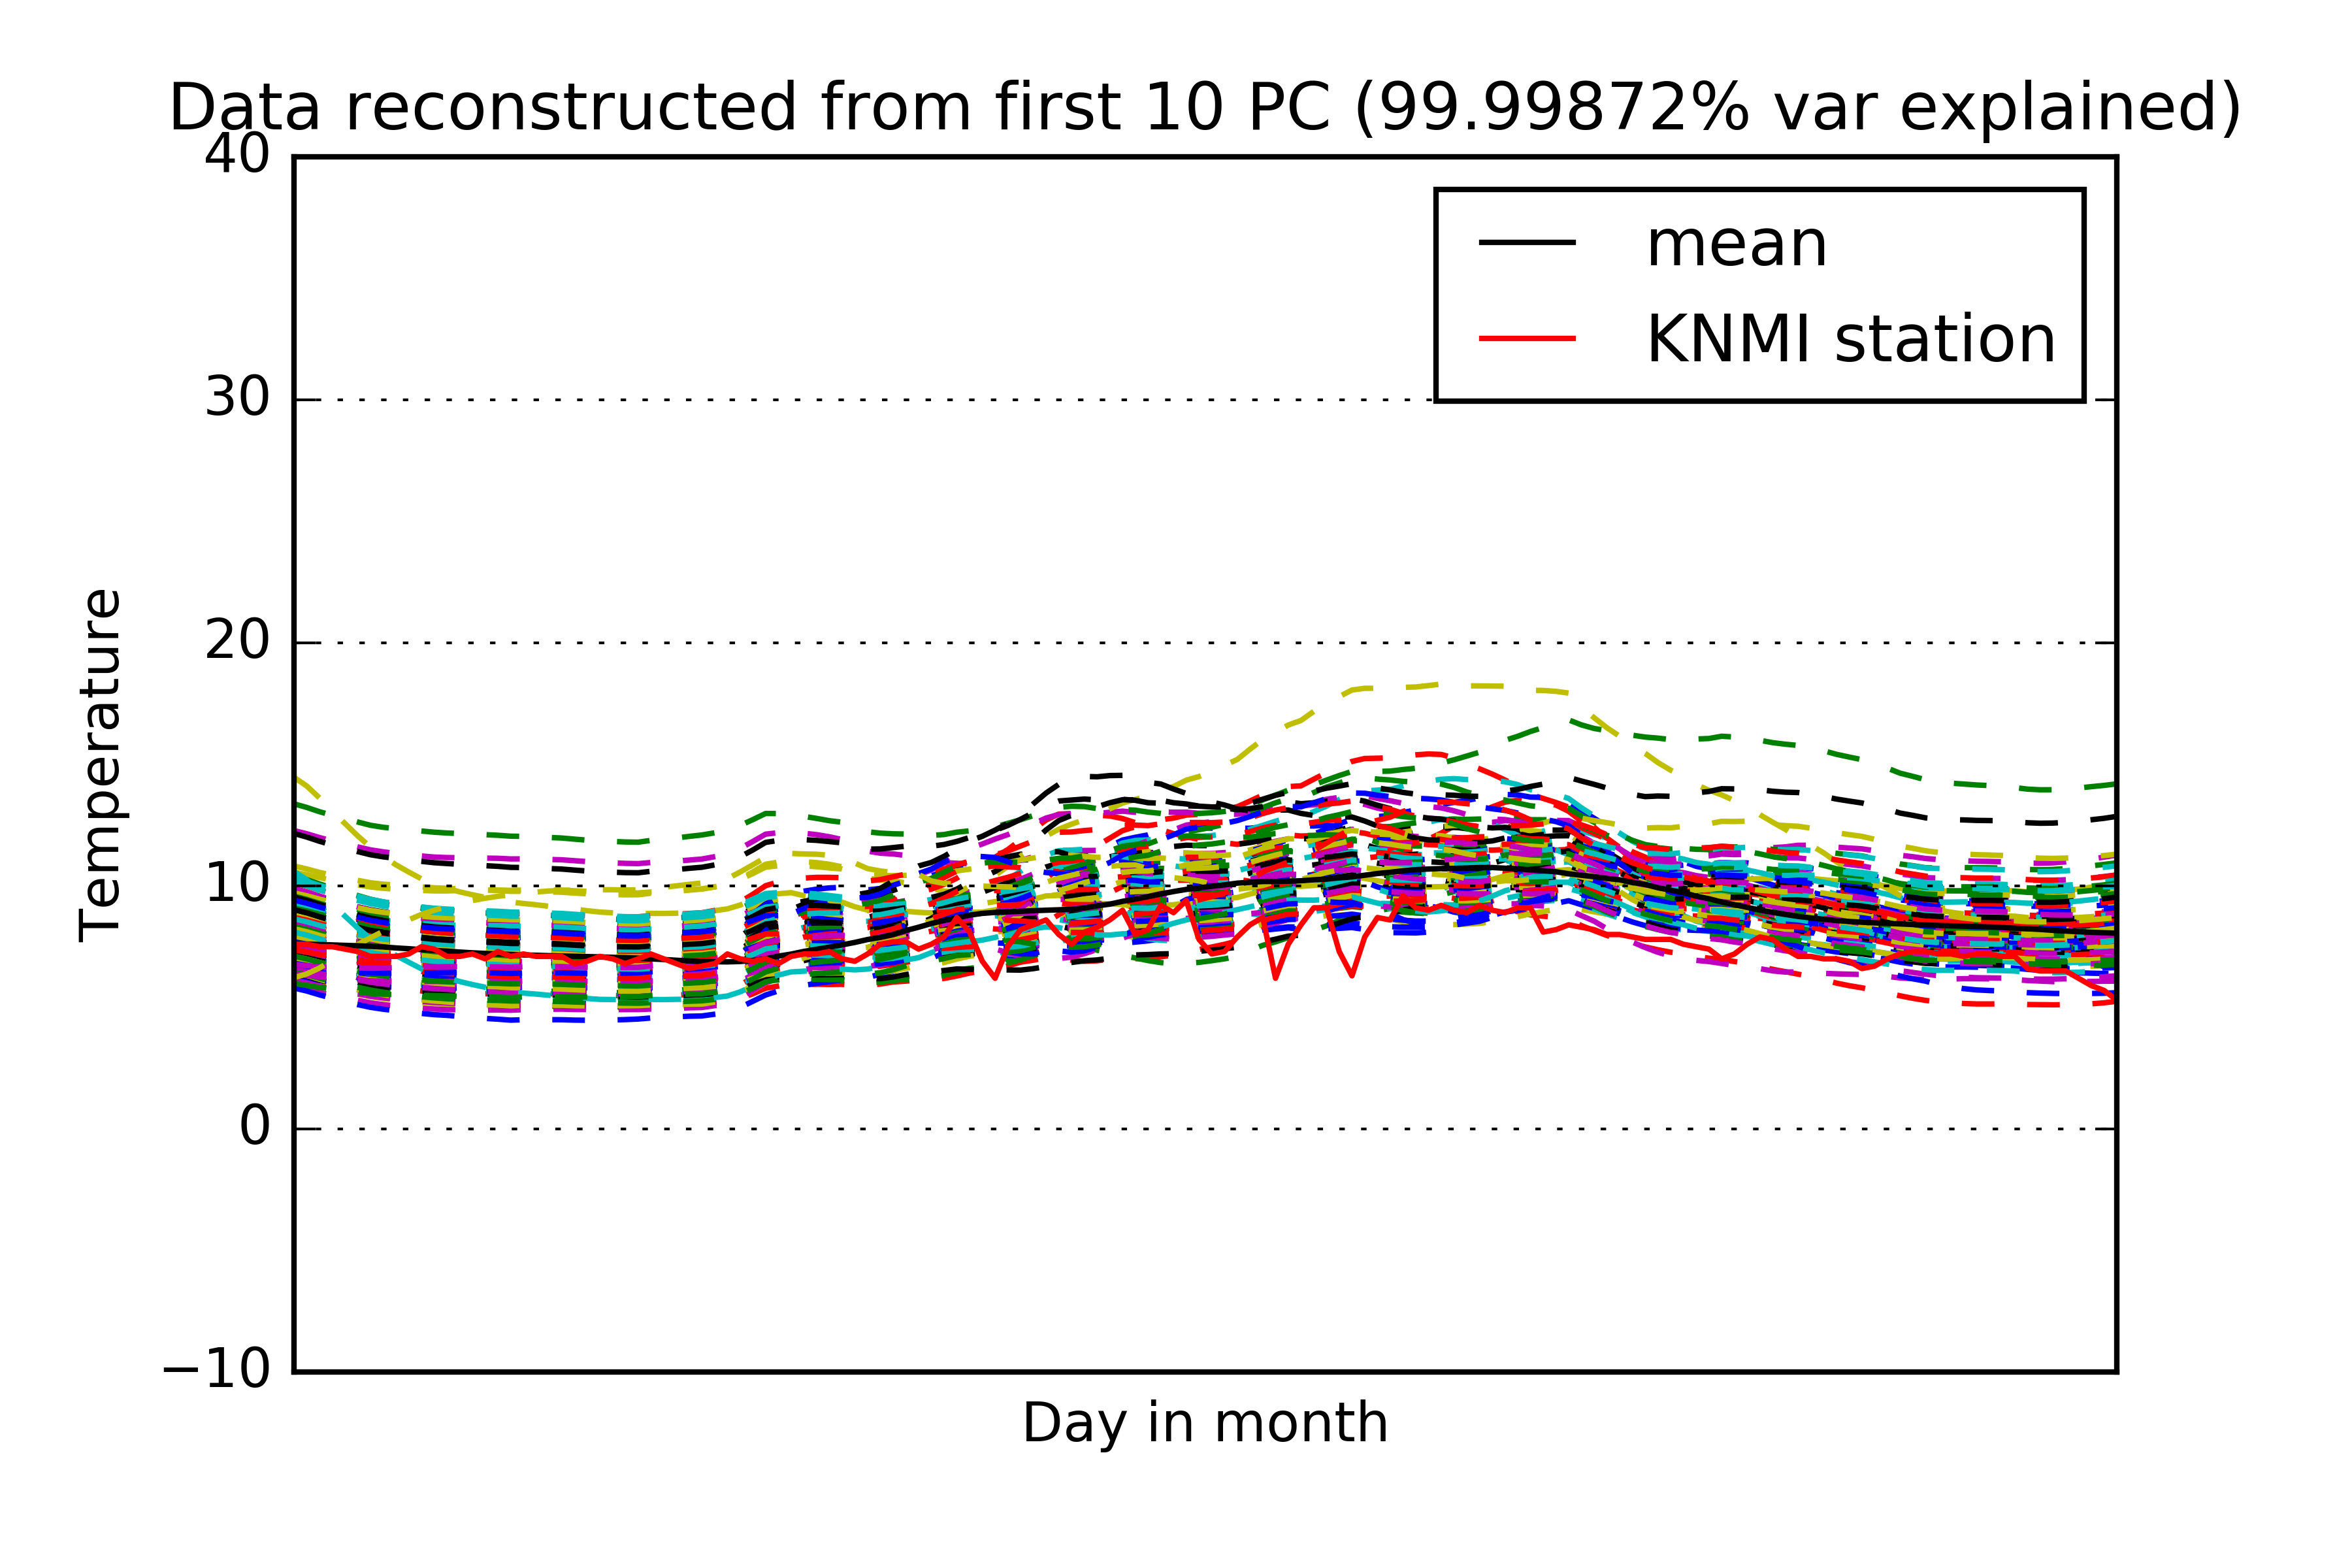 Data reconstructed from first 10 PC (99.99872% var explained)
40
mean
KNMI station
30
20
Temperature
10
0
−10
Day in month